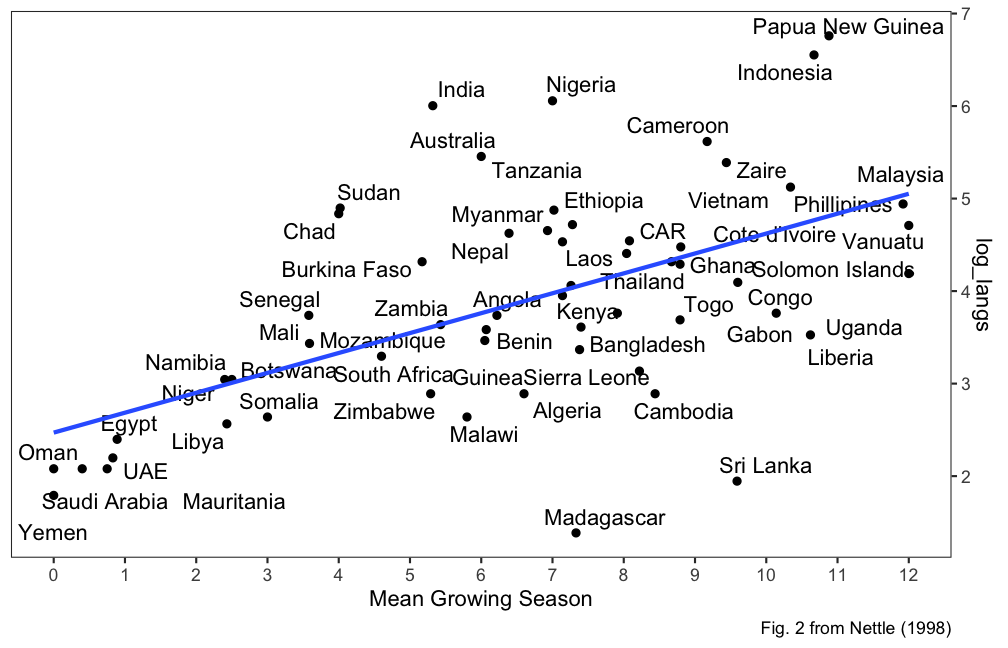 Papua New Guinea
7
Indonesia
India
Nigeria
6
Cameroon
Australia
Tanzania
Zaire
Malaysia
Sudan
Ethiopia
Vietnam
Phillipines
5
Myanmar
Chad
Nepal
CAR
Cote d'Ivoire
Vanuatu
log_langs
Burkina Faso
Laos
Ghana
Solomon Islands
Thailand
4
Senegal
Zambia
Angola
Kenya
Togo
Congo
Mali
Mozambique
Benin
Bangladesh
Gabon
Uganda
Liberia
Namibia
Botswana
South Africa
Guinea
Sierra Leone
3
Niger
Somalia
Zimbabwe
Algeria
Cambodia
Egypt
Libya
Malawi
Oman
UAE
Sri Lanka
2
Saudi Arabia
Mauritania
Madagascar
Yemen
0 1 2 3 4 5 6 7 8 9 10 11 12
Mean Growing Season
Fig. 2 from Nettle (1998)